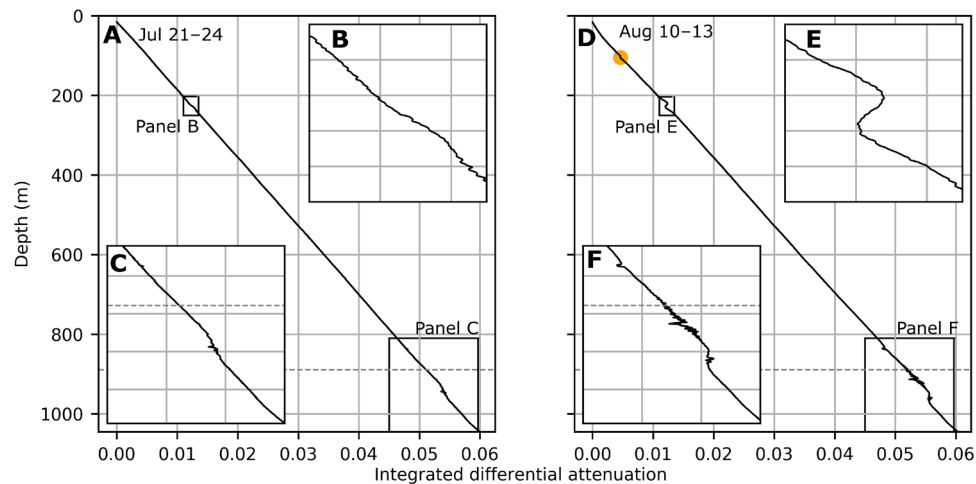 A
Jul 21–24
B
Panel B
C
Panel C
D
Aug 10–13
E
Panel E
F
Panel F
0
200
400
600
800
1000
Depth (m)
0.00 0.01 0.02 0.03 0.04 0.05 0.06
0.00 0.01 0.02 0.03 0.04 0.05 0.06
Integrated differential attenuation